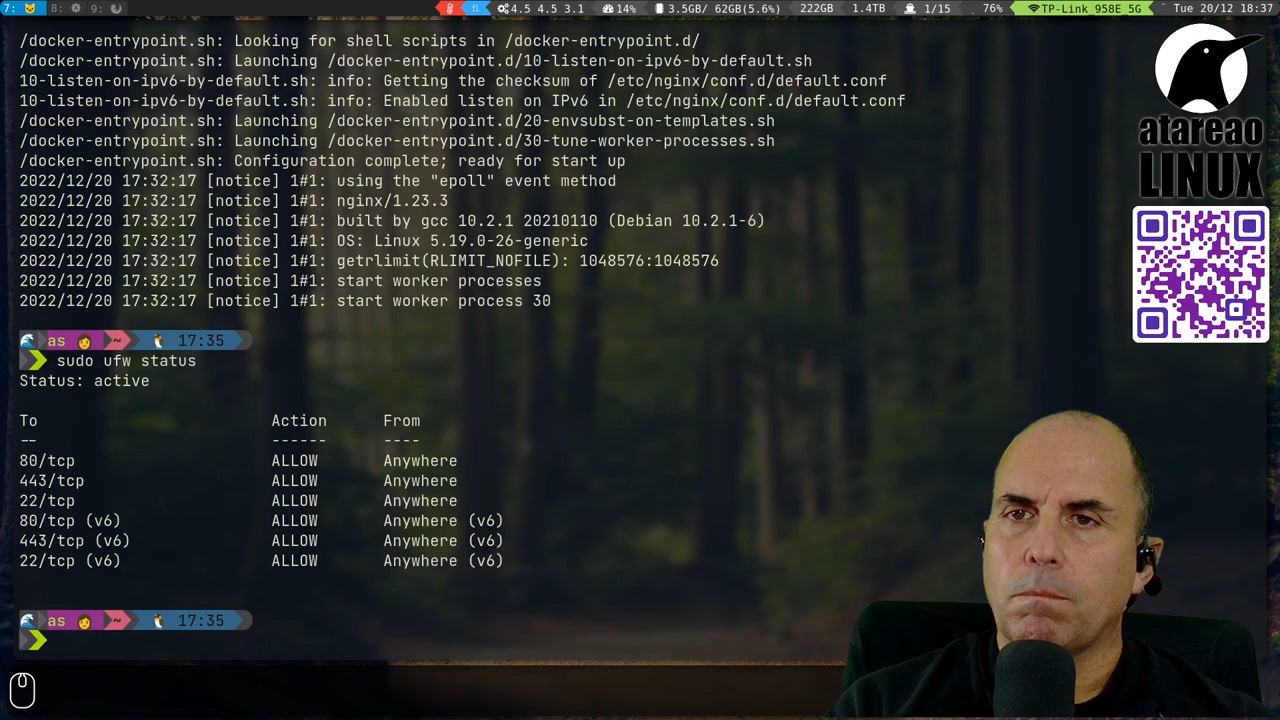 7: 8: 9: 4.5 4.5 3.1 14% 3.5GB/ 62GB(5.6%) 222GB 1.4TB 1/15 76% TP-Link 958E 5G Tue 20/12 18:37
/docker-entrypoint.sh: Looking for shell scripts in /docker-entrypoint.d/
/docker-entrypoint.sh: Launching /docker-entrypoint.d/10-listen-on-ipv6-by-default.sh
10-listen-on-ipv6-by-default.sh: info: Getting the checksum of /etc/nginx/conf.d/default.conf
10-listen-on-ipv6-by-default.sh: info: Enabled listen on IPv6 in /etc/nginx/conf.d/default.conf
/docker-entrypoint.sh: Launching /docker-entrypoint.d/20-envsubst-on-templates.sh
/docker-entrypoint.sh: Launching /docker-entrypoint.d/30-tune-worker-processes.sh
/docker-entrypoint.sh: Configuration complete; ready for start up
2022/12/20 17:32:17 [notice] 1#1: using the "epoll" event method
2022/12/20 17:32:17 [notice] 1#1: nginx/1.23.3
2022/12/20 17:32:17 [notice] 1#1: built by gcc 10.2.1 20210110 (Debian 10.2.1-6)
2022/12/20 17:32:17 [notice] 1#1: OS: Linux 5.19.0-26-generic
2022/12/20 17:32:17 [notice] 1#1: getrlimit(RLIMIT_NOFILE): 1048576:1048576
2022/12/20 17:32:17 [notice] 1#1: start worker processes
2022/12/20 17:32:17 [notice] 1#1: start worker process 30
as ~ 17:35
sudo ufw status
Status: active
To Action From
-- ------ ----
80/tcp ALLOW Anywhere
443/tcp ALLOW Anywhere
22/tcp ALLOW Anywhere
80/tcp (v6) ALLOW Anywhere (v6)
443/tcp (v6) ALLOW Anywhere (v6)
22/tcp (v6) ALLOW Anywhere (v6)
as ~ 17:35
atareao
LINUX